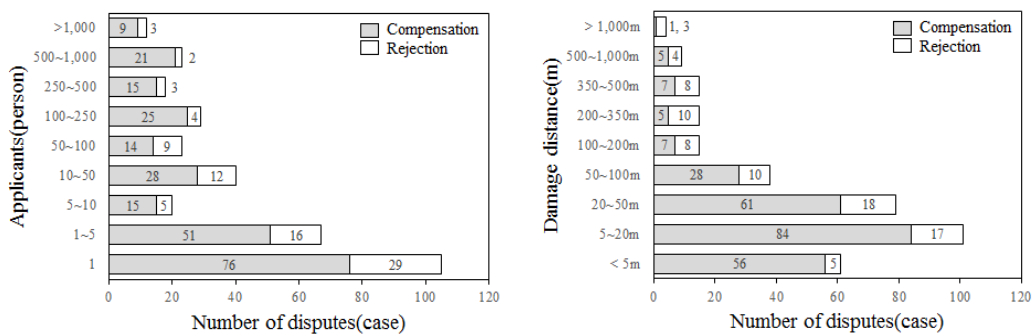 Applicants(person)
>1,000 9 3
500~1,000 21 2
250~500 15 3
100~250 25 4
50~100 14 9
10~50 28 12
5~10 15 5
1~5 51 16
1 76 29
0 20 40 60 80 100 120
Number of disputes(case)
Compensation
Rejection
Damage distance(m)
> 1,000m 1, 3
500~1,000m 5 4
350~500m 7 8
200~350m 5 10
100~200m 7 8
50~100m 28 10
20~50m 61 18
5~20m 84 17
< 5m 56 5
0 20 40 60 80 100 120
Number of disputes(case)
Compensation
Rejection